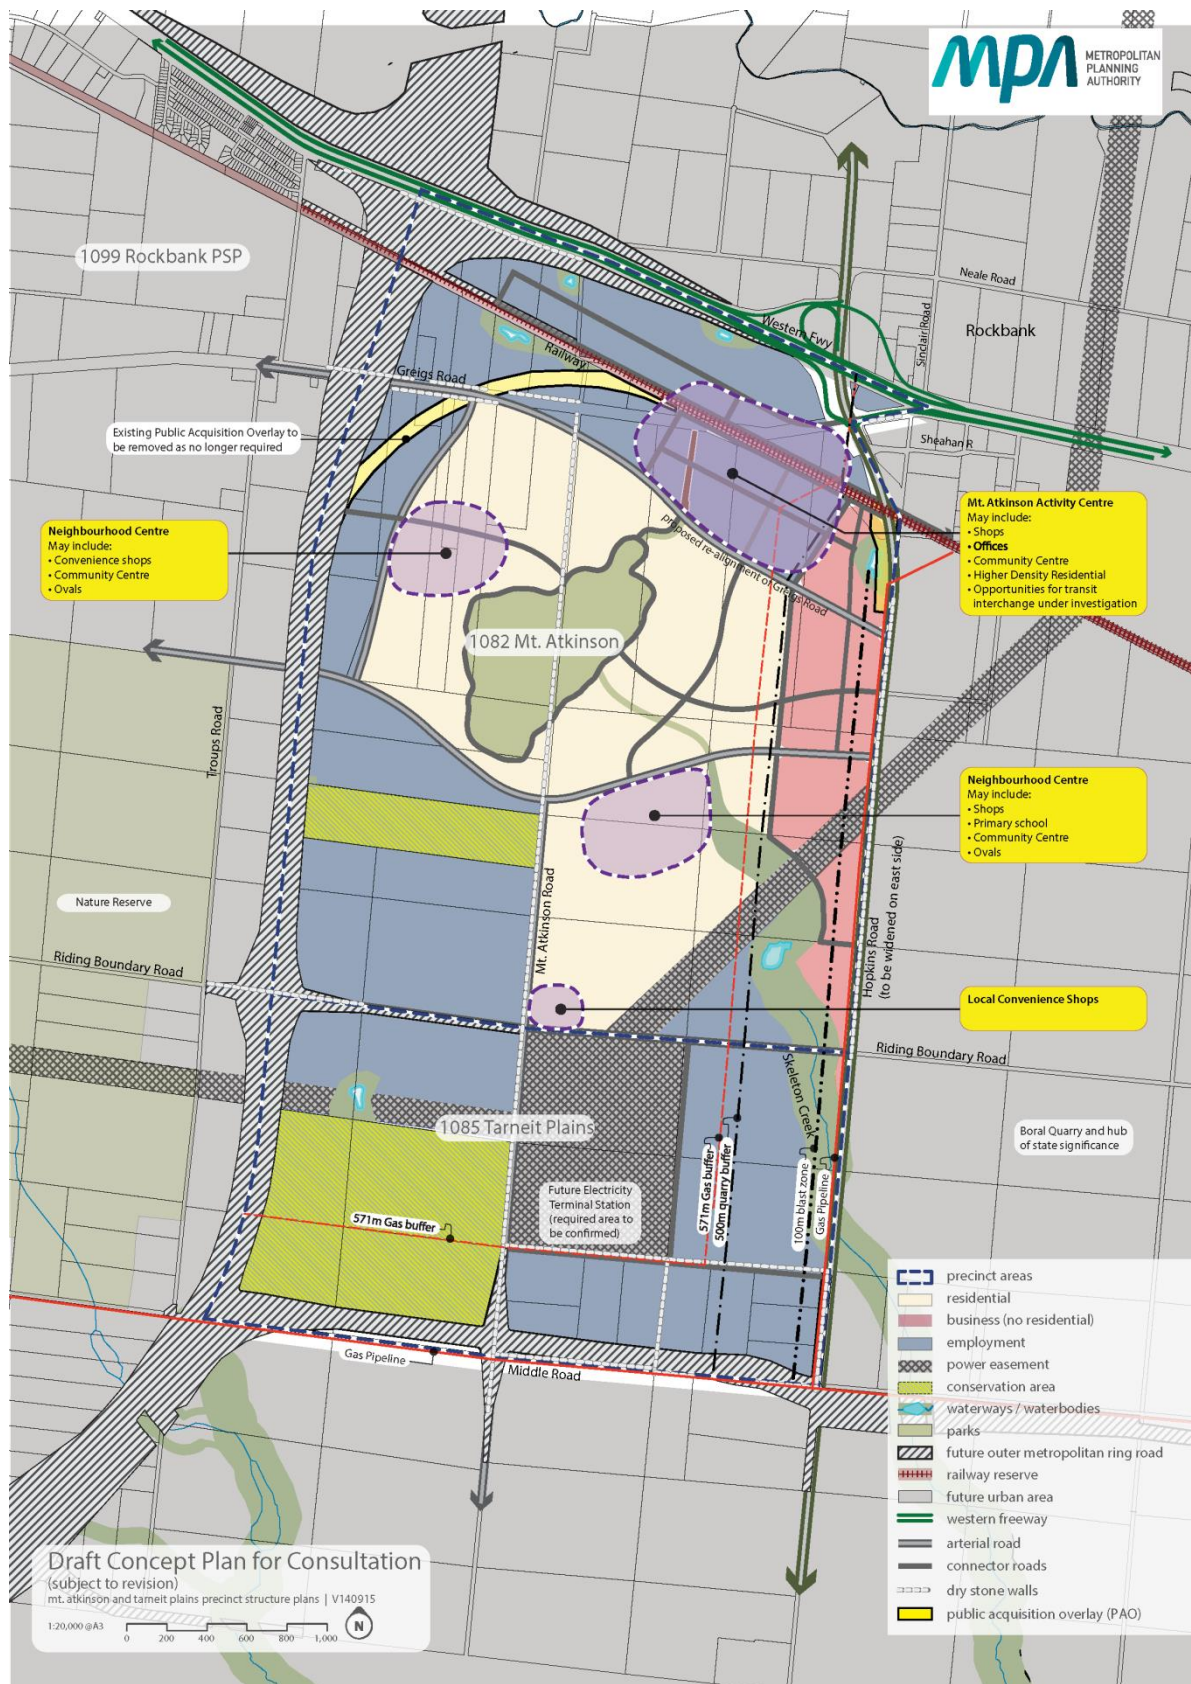 MPA METROPOLITAN
PLANNING
AUTHORITY
1099 Rockbank PSP
Neale Road
Rockbank
Sinclair Road
Western Fwy
Railway
Greigs Road
Sheahan R
Existing Public Acquisition Overlay to
be removed as no longer required
Mt. Atkinson Activity Centre
May include:
• Shops
• Offices
• Community Centre
• Higher Density Residential
• Opportunities for transit
interchange under investigation
Neighbourhood Centre
May include:
• Convenience shops
• Community Centre
• Ovals
proposed re-alignment of Greigs Road
1082 Mt. Atkinson
Troups Road
Neighbourhood Centre
May include:
• Shops
• Primary school
• Community Centre
• Ovals
Nature Reserve
Mt. Atkinson Road
Hopkins Road
(to be widened on east side)
Riding Boundary Road
Local Convenience Shops
Riding Boundary Road
Skeleton Creek
1085 Tarneit Plains
Boral Quarry and hub
of state significance
571m Gas buffer
500m quarry buffer
100m blast zone
Gas Pipeline
Future Electricity
Terminal Station
(required area to
be confirmed)
571m Gas buffer
Gas Pipeline
Middle Road
precinct areas
residential
business (no residential)
employment
power easement
conservation area
waterways / waterbodies
parks
future outer metropolitan ring road
railway reserve
future urban area
western freeway
arterial road
connector roads
dry stone walls
public acquisition overlay (PAO)
Draft Concept Plan for Consultation
(subject to revision)
mt. atkinson and tarneit plains precinct structure plans | V140915
1:20,000 @A3
0 200 400 600 800 1,000
N